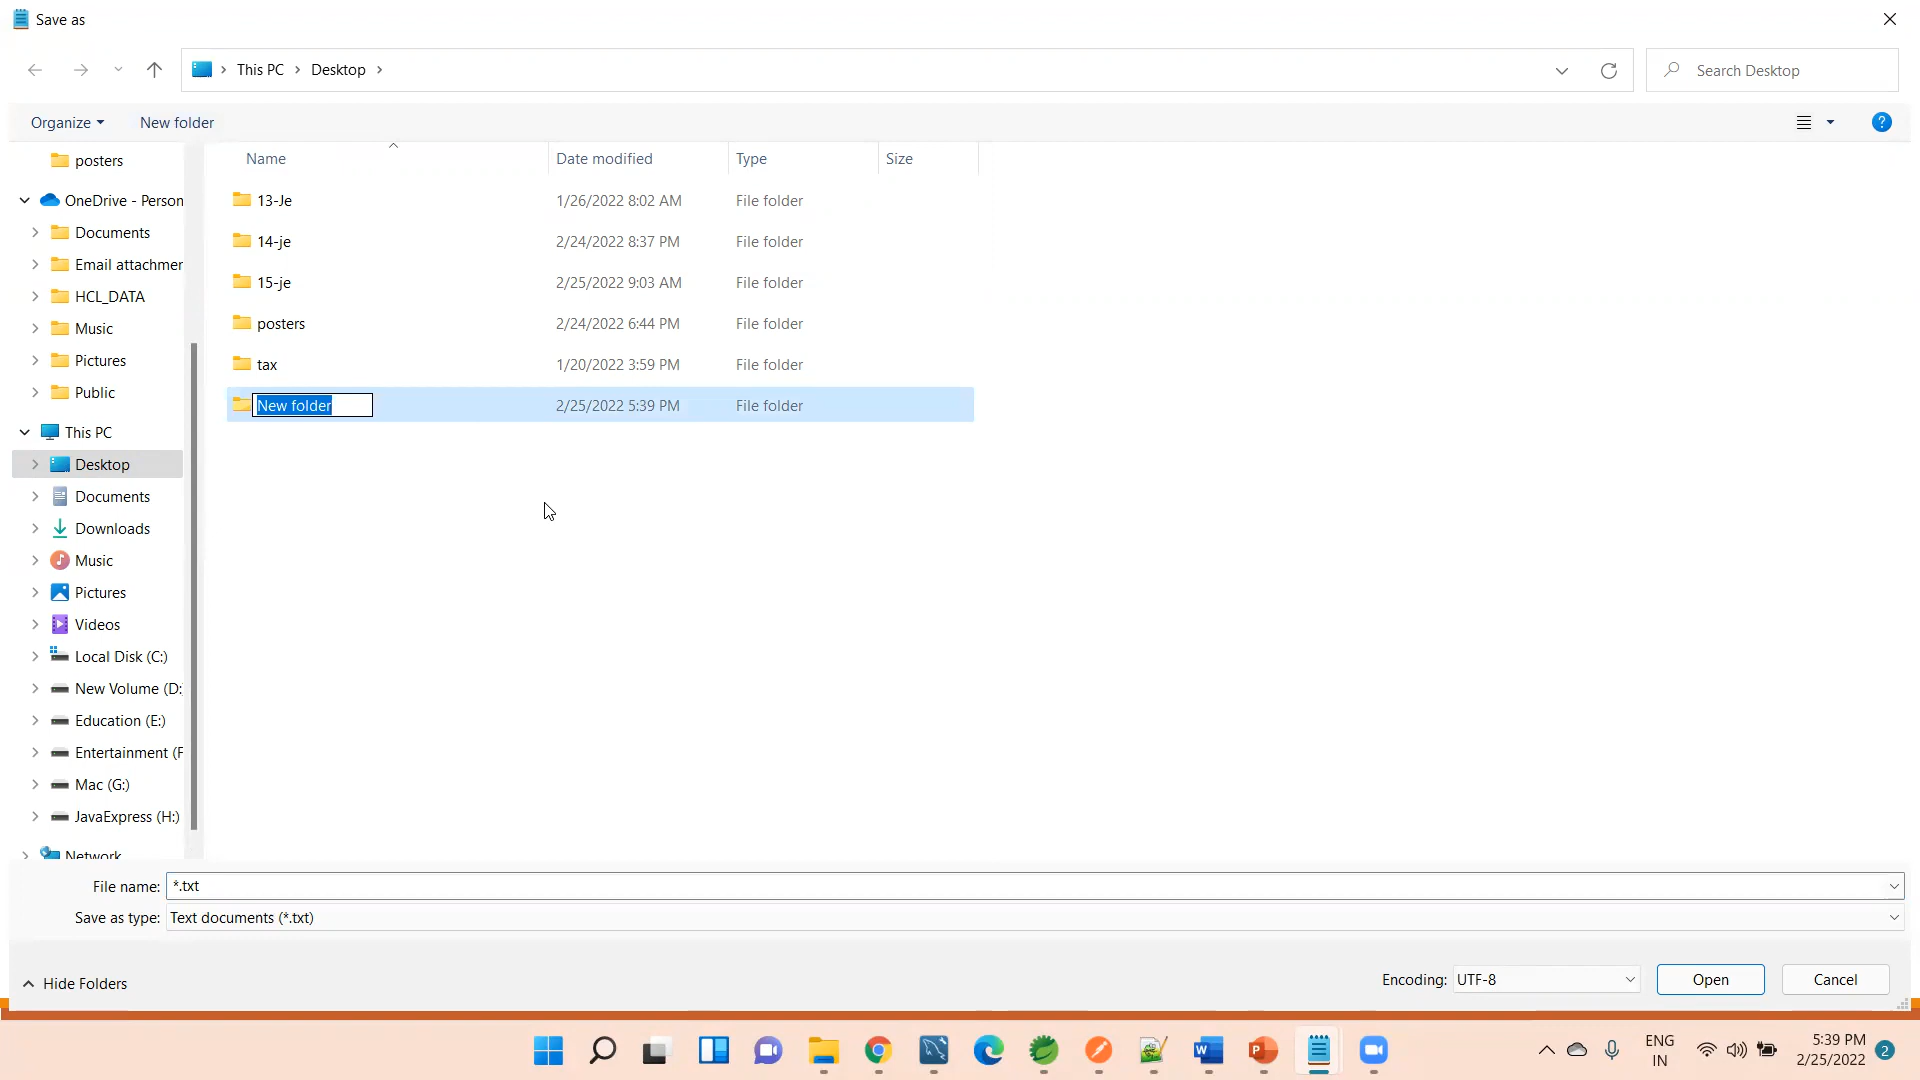 Save as
This PC
Desktop
Search Desktop
Organize
New folder
Name
Date modified
Type
Size
posters
OneDrive - Person
Documents
Email attachmer
HCL_DATA
Music
Pictures
Public
This PC
Desktop
Documents
Downloads
Music
Pictures
Videos
Local Disk (C:)
New Volume (D:
Education (E:)
Entertainment (F
Mac (G:)
JavaExpress (H:)
Network
13-Je 1/26/2022 8:02 AM File folder
14-je 2/24/2022 8:37 PM File folder
15-je 2/25/2022 9:03 AM File folder
posters 2/24/2022 6:44 PM File folder
tax 1/20/2022 3:59 PM File folder
New folder 2/25/2022 5:39 PM File folder
File name: *.txt
Save as type: Text documents (*.txt)
Hide Folders
Encoding: UTF-8
Open
Cancel
ENG
IN
5:39 PM
2/25/2022
2